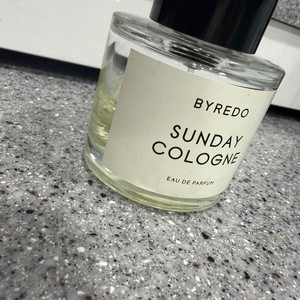 BYREDO
SUNDAY
COLOGNE
EAU DE PARFUM